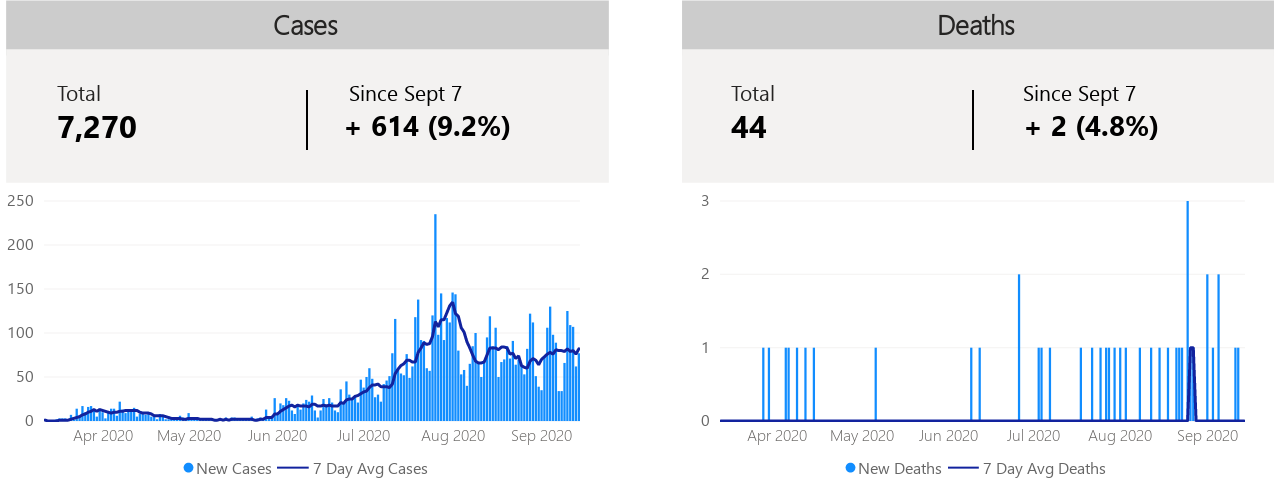 Cases
Total
7,270
Since Sept 7
+ 614 (9.2%)
250
200
150
100
50
0
Apr 2020 May 2020 Jun 2020 Jul 2020 Aug 2020 Sep 2020
New Cases 7 Day Avg Cases
Deaths
Total
44
Since Sept 7
+ 2 (4.8%)
3
2
1
0
Apr 2020 May 2020 Jun 2020 Jul 2020 Aug 2020 Sep 2020
New Deaths 7 Day Avg Deaths